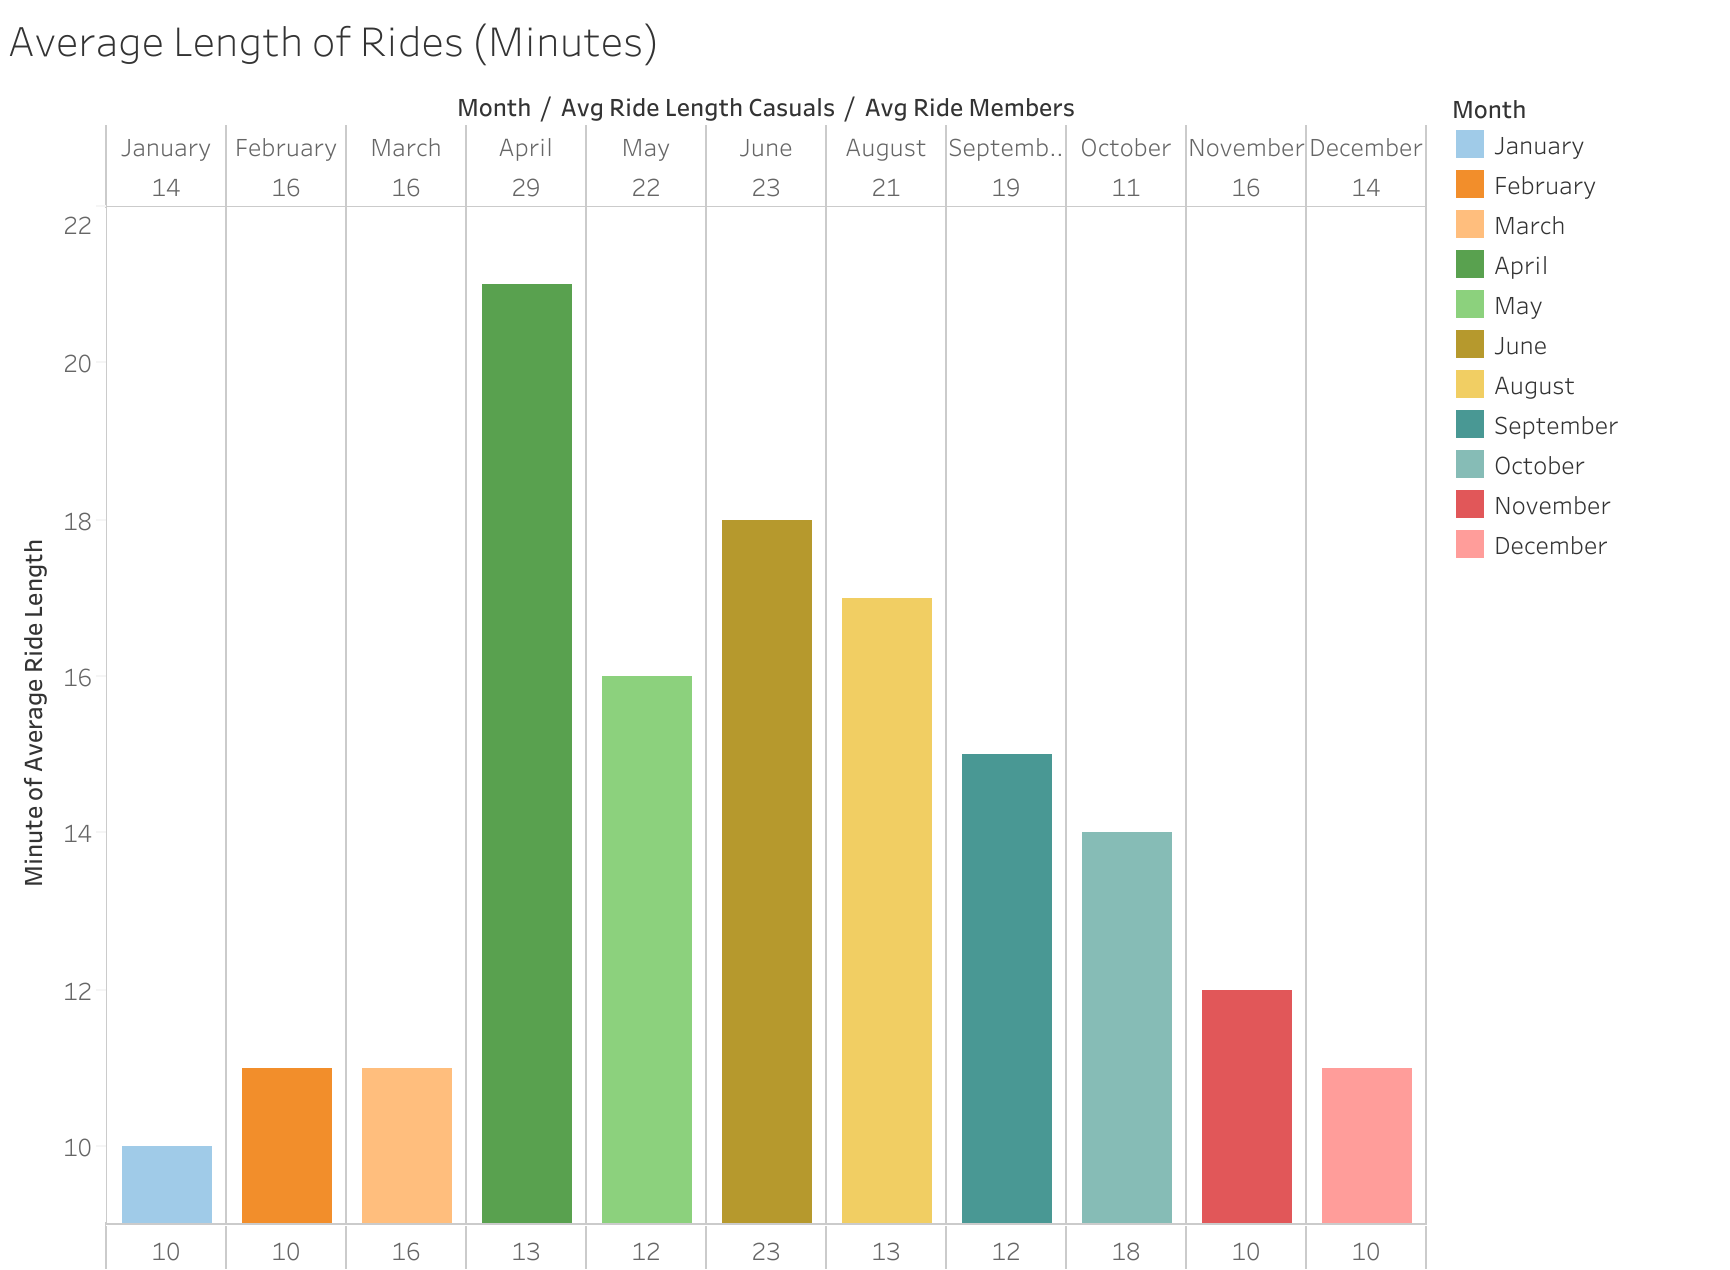 Average Length of Rides (Minutes)
Month / Avg Ride Length Casuals / Avg Ride Members
January February March April May June August Septemb.. October November December
14 16 16 29 22 23 21 19 11 16 14
22
20
18
16
14
12
10
Minute of Average Ride Length
10 10 16 13 12 23 13 12 18 10 10
Month
January
February
March
April
May
June
August
September
October
November
December